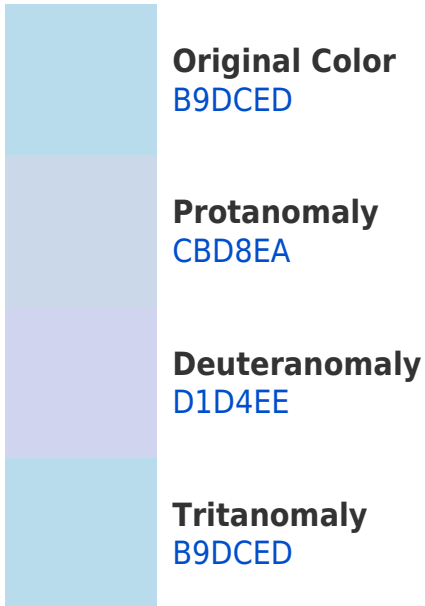 Original Color
B9DCED
Protanomaly
CBD8EA
Deuteranomaly
D1D4EE
Tritanomaly
B9DCED